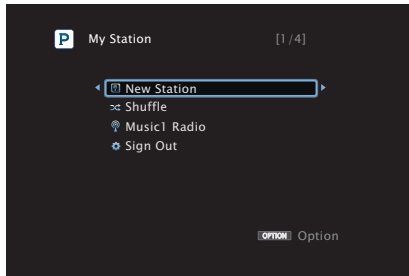 P My Station [1/4]
New Station
Shuffle
Music1 Radio
Sign Out
OPTION Option